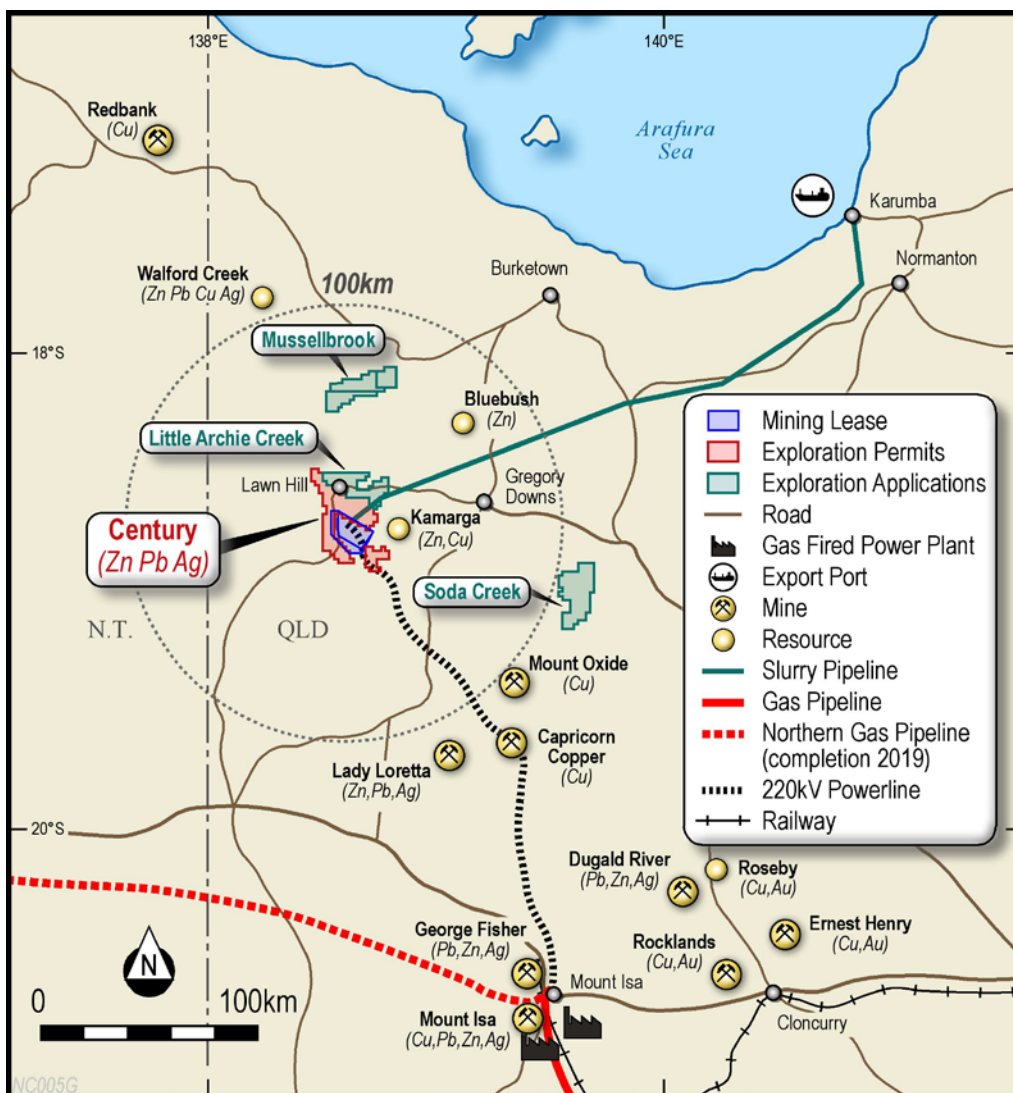 138°E
140°E
Redbank
(Cu)
Arafura
Sea
Karumba
Walford Creek
(Zn Pb Cu Ag)
100km
Burketown
Normanton
Mussellbrook
18°S
Bluebush
(Zn)
Little Archie Creek
Lawn Hill
Gregory
Downs
Century
(Zn Pb Ag)
Kamarga
(Zn,Cu)
Soda Creek
N.T.
QLD
Mount Oxide
(Cu)
Capricorn
Copper
(Cu)
Lady Loretta
(Zn,Pb,Ag)
Mining Lease
Exploration Permits
Exploration Applications
Road
Gas Fired Power Plant
Export Port
Mine
Resource
Slurry Pipeline
Gas Pipeline
Northern Gas Pipeline
(completion 2019)
220kV Powerline
Railway
20°S
Dugald River
(Pb,Zn,Ag)
Roseby
(Cu,Au)
George Fisher
(Pb,Zn,Ag)
Rocklands
(Cu,Au)
Ernest Henry
(Cu,Au)
N
0 100km
Mount Isa
Mount Isa
(Cu,Pb,Zn,Ag)
Cloncurry
NC005G